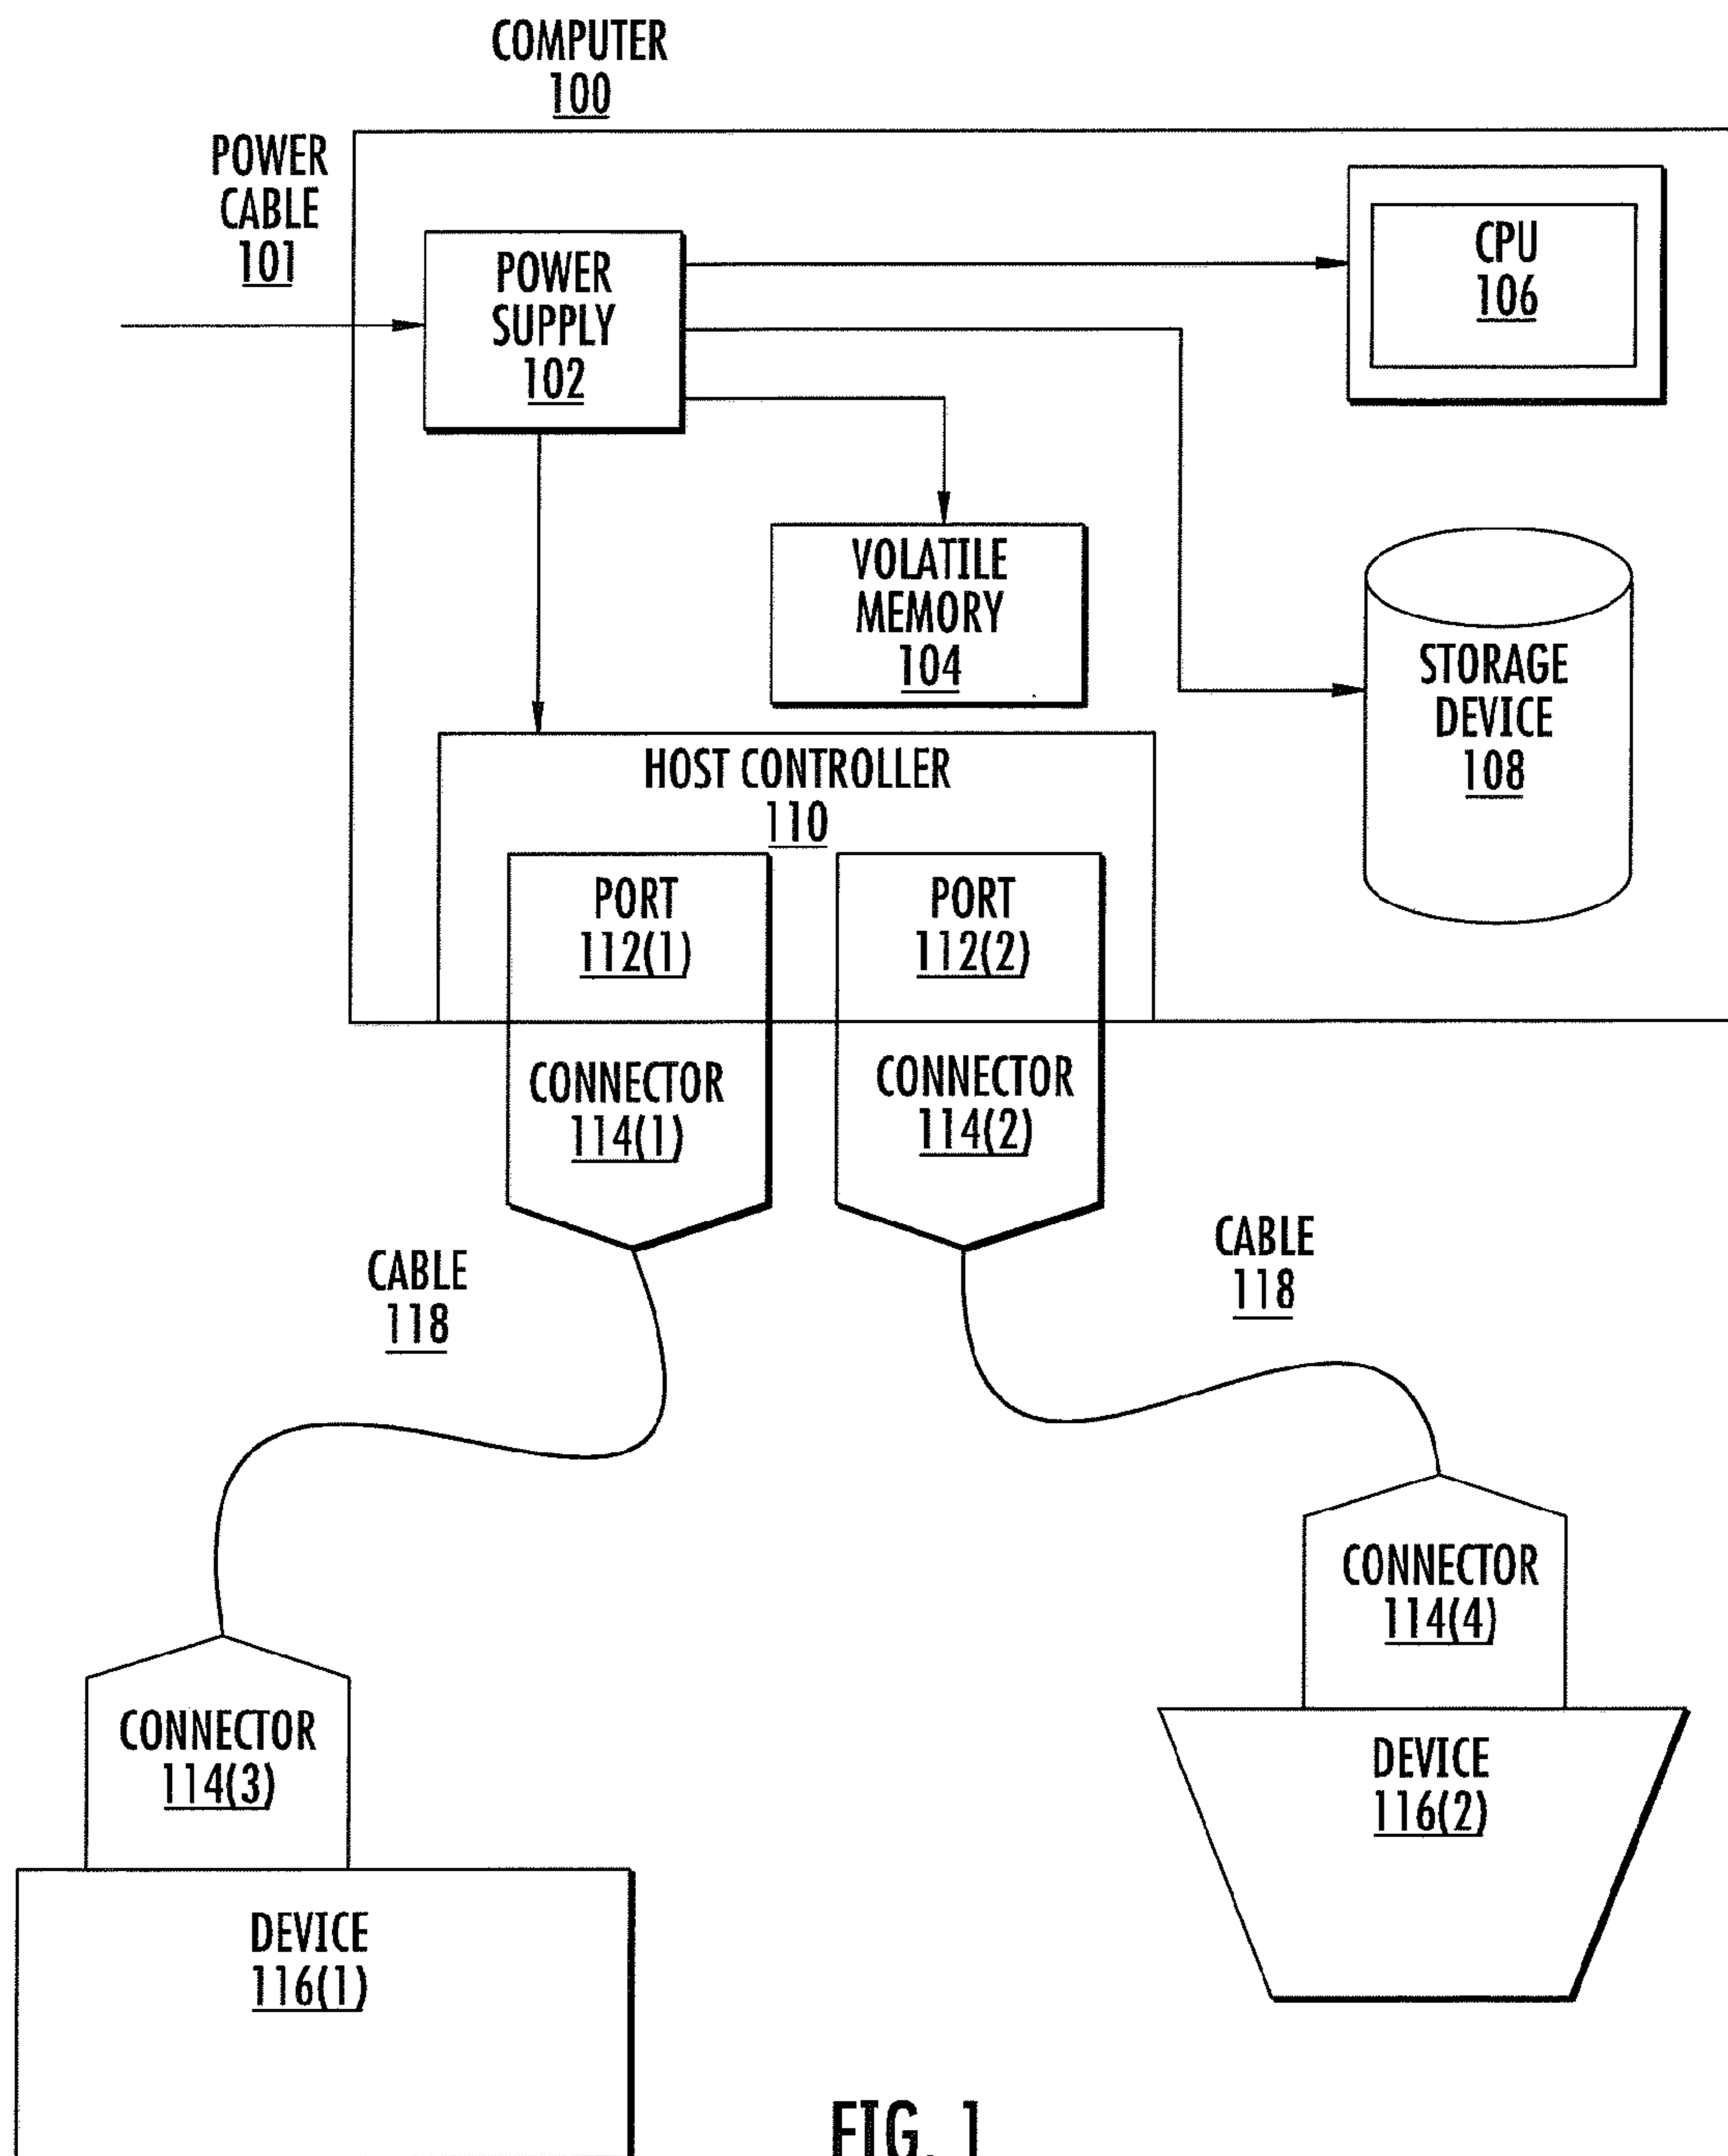 COMPUTER
100
POWER
CABLE
101
POWER
SUPPLY
102
CPU
106
VOLATILE
MEMORY
104
STORAGE
DEVICE
108
HOST CONTROLLER
110
PORT
112(1)
PORT
112(2)
CONNECTOR
114(1)
CONNECTOR
114(2)
CABLE
118
CABLE
118
CONNECTOR
114(4)
CONNECTOR
114(3)
DEVICE
116(2)
DEVICE
116(1)
FIG. 1